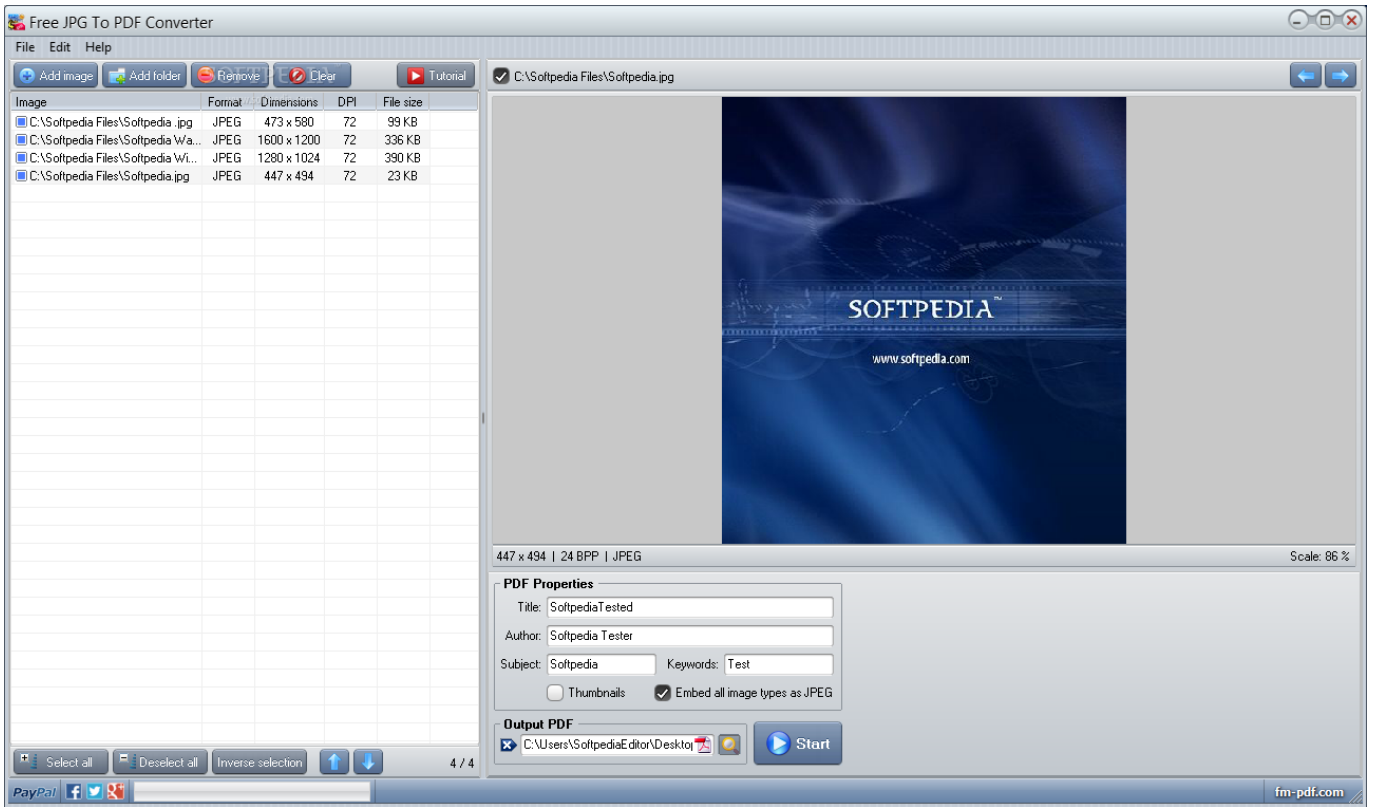 Free JPG To PDF Converter
File Edit Help
Add image Add folder Remove Clear Tutorial
SOFTPEDIA
C:\Softpedia Files\Softpedia.jpg
Image Format Dimensions DPI File size
C:\Softpedia Files\Softpedia .jpg JPEG 473 x 580 72 99 KB
C:\Softpedia Files\Softpedia Wa... JPEG 1600 x 1200 72 336 KB
C:\Softpedia Files\Softpedia Wi... JPEG 1280 x 1024 72 390 KB
C:\Softpedia Files\Softpedia.jpg JPEG 447 x 494 72 23 KB
SOFTPEDIA™
www.softpedia.com
447 x 494 | 24 BPP | JPEG Scale: 86 %
PDF Properties
Title: SoftpediaTested
Author: Softpedia Tester
Subject: Softpedia Keywords: Test
Thumbnails Embed all image types as JPEG
Output PDF
C:\Users\SoftpediaEditor\Desktop Start
Select all Deselect all Inverse selection 4 / 4
PayPal fm-pdf.com